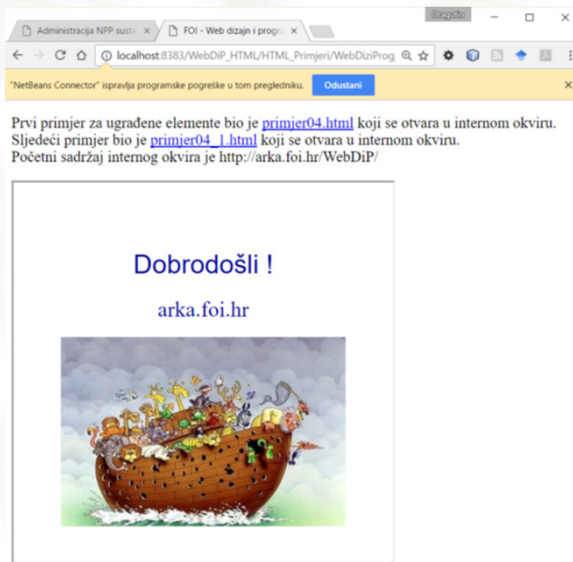 Dragutin
Administracija NPP susta
FOI - Web dizajn i progra
localhost:8383/WebDiP_HTML/HTML_Primjeri/WebDiziProg_
"NetBeans Connector" ispravlja programske pogreške u tom pregledniku. Odustani
Prvi primjer za ugrađene elemente bio je primjer04.html koji se otvara u internom okviru.
Sljedeći primjer bio je primjer04_1.html koji se otvara u internom okviru.
Početni sadržaj internog okvira je http://arka.foi.hr/WebDiP/
Dobrodošli !
arka.foi.hr